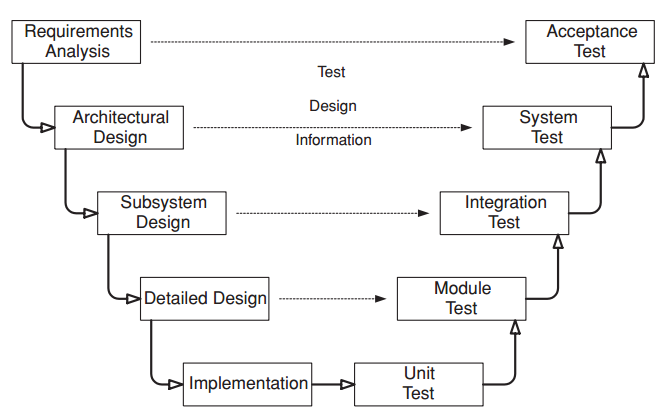 Requirements
Analysis
Acceptance
Test
Test
Design
Information
Architectural
Design
System
Test
Subsystem
Design
Integration
Test
Detailed Design
Module
Test
Implementation
Unit
Test